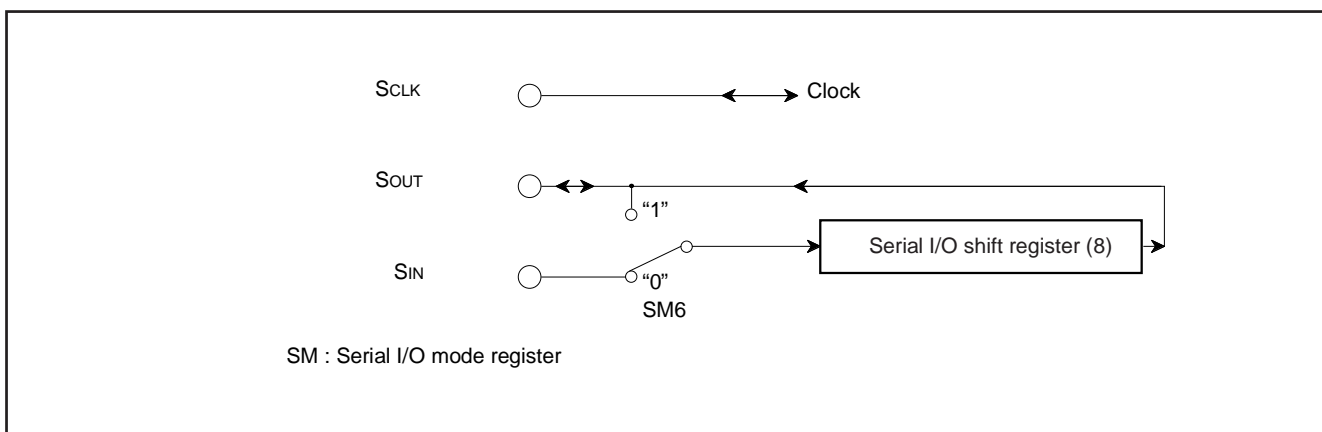 SCLK
Clock
SOUT
“1”
Serial I/O shift register (8)
SIN
“0”
SM6
SM : Serial I/O mode register